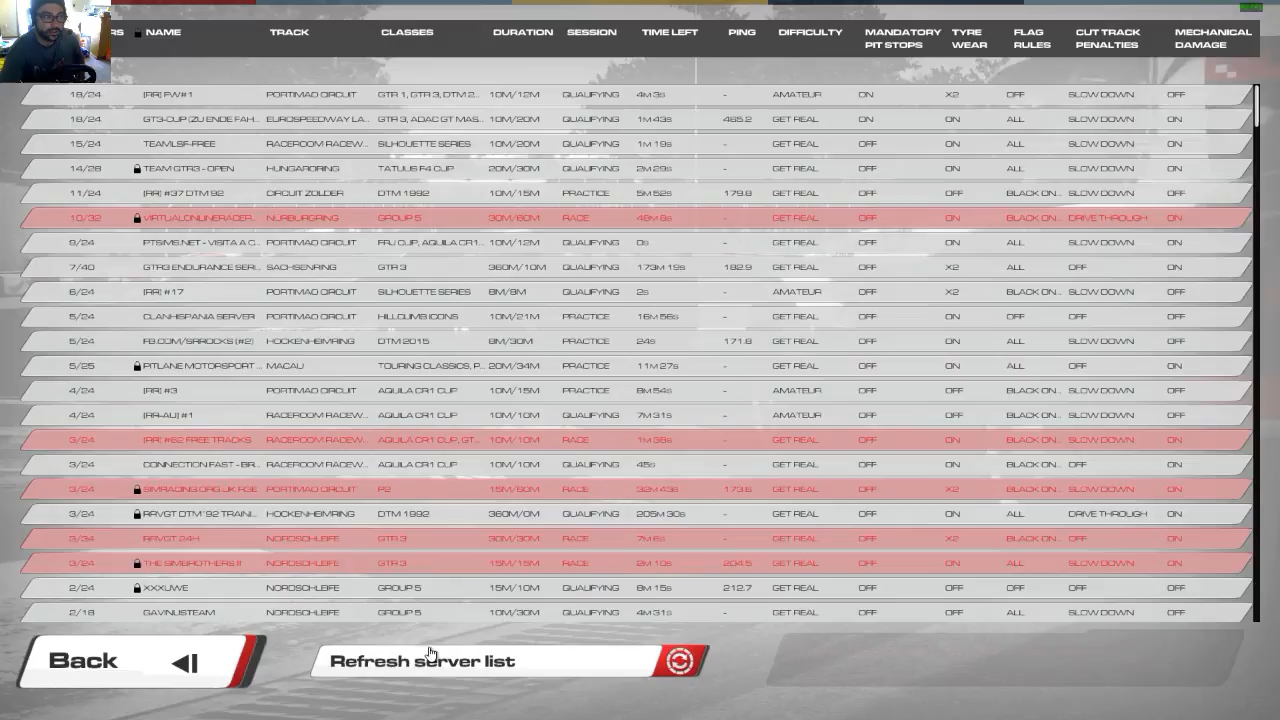 RS NAME TRACK CLASSES DURATION SESSION TIME LEFT PING DIFFICULTY MANDATORY PIT STOPS TYRE WEAR FLAG RULES CUT TRACK PENALTIES MECHANICAL DAMAGE
18/24 [RR] FW#1 PORTIMAO CIRCUIT GTR 1, GTR 3, DTM 2... 10M/12M QUALIFYING 4M 3S - AMATEUR ON X2 OFF SLOW DOWN OFF
18/24 GT3-CUP (ZU ENDE FAH... EUROSPEEDWAY LA... GTR 3, ADAC GT MAS... 10M/20M QUALIFYING 1M 43S 465.2 GET REAL ON ON ALL SLOW DOWN ON
15/24 TEAMLSF-FREE RACEROOM RACEW... SILHOUETTE SERIES 10M/20M QUALIFYING 1M 19S - GET REAL OFF ON ALL SLOW DOWN ON
14/28 TEAM GTR3 - OPEN HUNGARORING TATUUS F4 CUP 20M/30M QUALIFYING 2M 29S - GET REAL OFF ON ALL SLOW DOWN ON
11/24 [RR] #37 DTM 92 CIRCUIT ZOLDER DTM 1992 10M/15M PRACTICE 5M 52S 179.8 GET REAL OFF OFF BLACK ON... SLOW DOWN OFF
10/32 VIRTUALONLINERACER... NURBURGRING GROUP 5 30M/60M RACE 48M 8S - GET REAL OFF ON BLACK ON... DRIVE THROUGH ON
9/24 PTSIMS.NET - VISITA A C... PORTIMAO CIRCUIT FRJ CUP, AQUILA CR1... 10M/12M QUALIFYING 0S - GET REAL OFF ON ALL SLOW DOWN ON
7/40 GTR3 ENDURANCE SERI... SACHSENRING GTR 3 360M/10M QUALIFYING 173M 19S 182.9 GET REAL OFF X2 ALL OFF ON
6/24 [RR] #17 PORTIMAO CIRCUIT SILHOUETTE SERIES 8M/8M QUALIFYING 2S - AMATEUR OFF X2 BLACK ON... SLOW DOWN OFF
5/24 CLANHISPANIA SERVER PORTIMAO CIRCUIT HILLCLIMB ICONS 10M/21M PRACTICE 16M 56S - GET REAL OFF ON OFF OFF ON
5/24 FB.COM/SRROCKS [#2] HOCKENHEIMRING DTM 2015 8M/30M PRACTICE 24S 171.8 GET REAL OFF ON ALL SLOW DOWN OFF
5/25 PITLANE MOTORSPORT ... MACAU TOURING CLASSICS, P... 20M/34M PRACTICE 11M 27S - GET REAL OFF ON ALL OFF ON
4/24 [RR] #3 PORTIMAO CIRCUIT AQUILA CR1 CUP 10M/15M PRACTICE 8M 54S - AMATEUR OFF OFF BLACK ON... SLOW DOWN OFF
4/24 [RR-AU] #1 RACEROOM RACEW... AQUILA CR1 CUP 10M/10M QUALIFYING 7M 31S - AMATEUR OFF OFF BLACK ON... SLOW DOWN OFF
3/24 [RR] #62 FREE TRACKS RACEROOM RACEW... AQUILA CR1 CUP, GT... 10M/10M RACE 1M 38S - GET REAL OFF ON BLACK ON... SLOW DOWN ON
3/24 CONNECTION FAST - BR... RACEROOM RACEW... AQUILA CR1 CUP 10M/10M QUALIFYING 45S - GET REAL OFF ON BLACK ON... OFF ON
3/24 SIMRACING.ORG.UK R3E PORTIMAO CIRCUIT P2 15M/60M RACE 32M 43S 173.6 GET REAL OFF X2 BLACK ON... SLOW DOWN ON
3/24 RRVGT DTM '92 TRAINI... HOCKENHEIMRING DTM 1992 360M/0M QUALIFYING 205M 30S - GET REAL OFF ON ALL DRIVE THROUGH ON
3/34 RRVGT 24H NORDSCHLEIFE GTR 3 30M/30M RACE 7M 6S - GET REAL OFF X2 BLACK ON... OFF ON
3/24 THE SIMBROTHERS II NORDSCHLEIFE GTR 3 15M/15M RACE 2M 10S 204.5 GET REAL OFF ON ALL SLOW DOWN ON
2/24 XXXUWE NORDSCHLEIFE GROUP 5 15M/10M QUALIFYING 8M 15S 212.7 GET REAL OFF OFF OFF OFF OFF
2/18 GAVINUSTEAM NORDSCHLEIFE GROUP 5 10M/30M QUALIFYING 4M 31S - GET REAL OFF OFF ALL SLOW DOWN OFF
Back Refresh server list